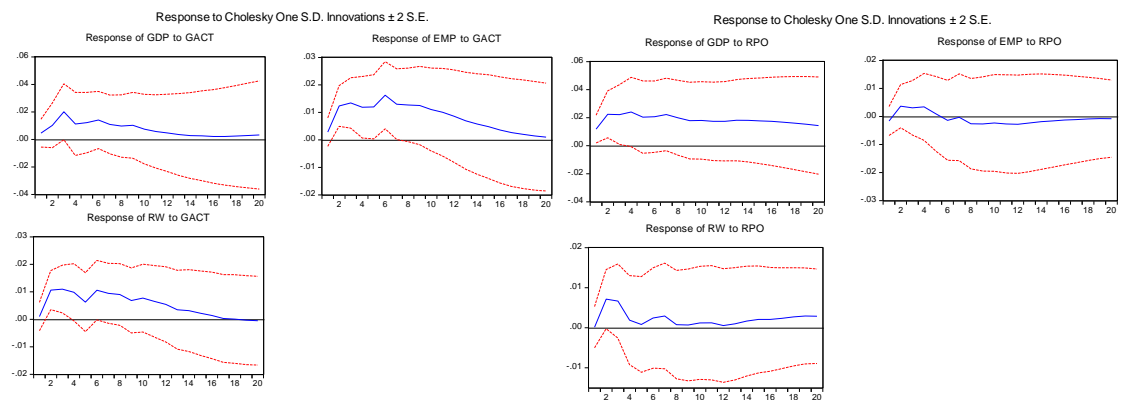 Response to Cholesky One S.D. Innovations ± 2 S.E.
Response of GDP to GACT
.06
.04
.02
.00
-.02
-.04
2 4 6 8 10 12 14 16 18 20
Response of EMP to GACT
.03
.02
.01
.00
-.01
-.02
2 4 6 8 10 12 14 16 18 20
Response of RW to GACT
.03
.02
.01
.00
-.01
-.02
2 4 6 8 10 12 14 16 18 20
Response to Cholesky One S.D. Innovations ± 2 S.E.
Response of GDP to RPO
.06
.04
.02
.00
-.02
-.04
2 4 6 8 10 12 14 16 18 20
Response of EMP to RPO
.02
.01
.00
-.01
-.02
-.03
2 4 6 8 10 12 14 16 18 20
Response of RW to RPO
.02
.01
.00
-.01
2 4 6 8 10 12 14 16 18 20